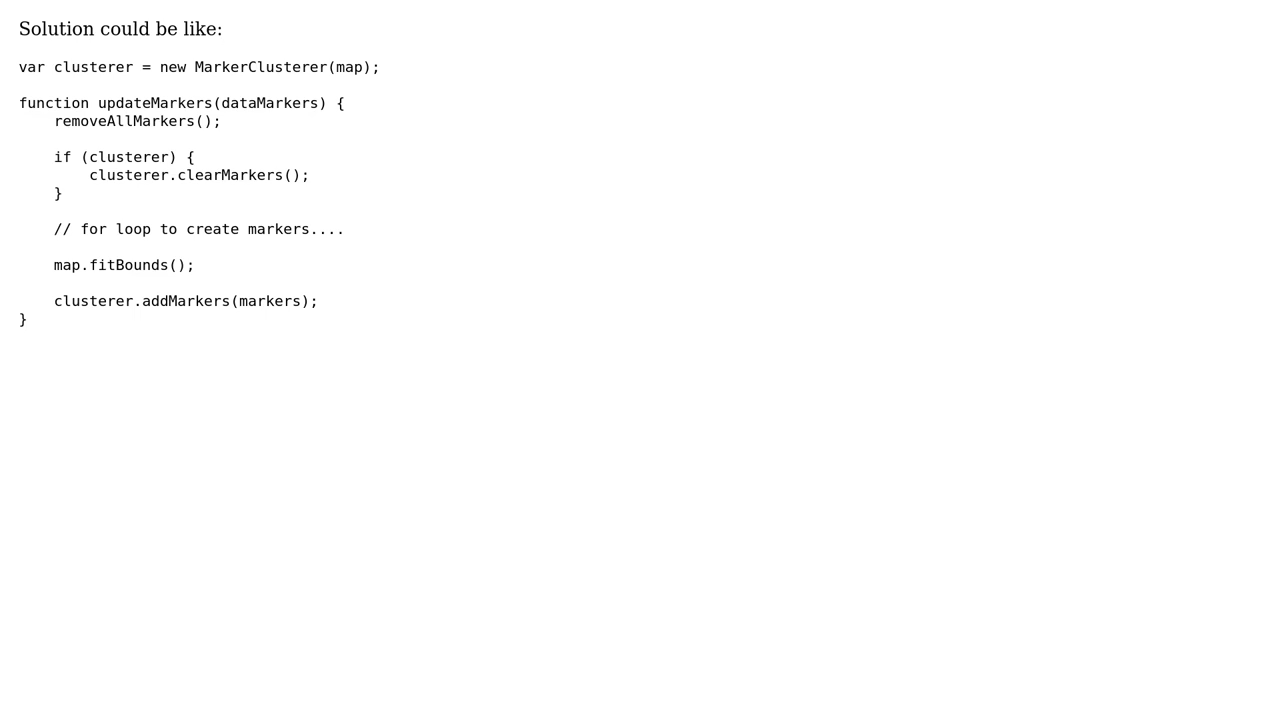 Solution could be like:
var clusterer = new MarkerClusterer(map);
function updateMarkers(dataMarkers) {
    removeAllMarkers();
    if (clusterer) {
        clusterer.clearMarkers();
    }
    // for loop to create markers....
    map.fitBounds();
    clusterer.addMarkers(markers);
}